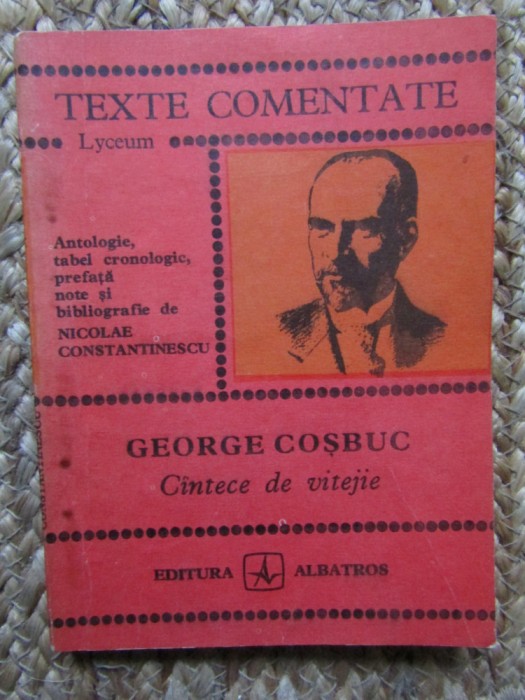 TEXTE COMENTATE
Lyceum
Antologie,
tabel cronologic,
prefață
note și
bibliografie de
NICOLAE
CONSTANTINESCU
GEORGE COȘBUC
Cîntece de vitejie
EDITURA ALBATROS